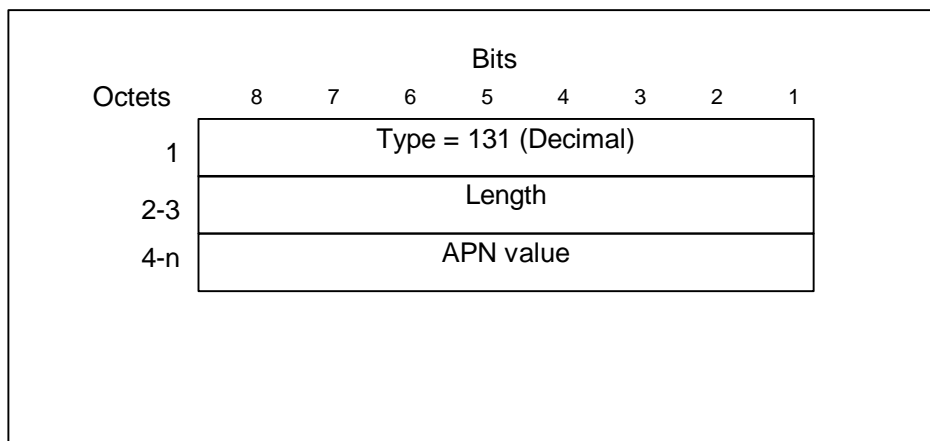 Bits
Octets 8 7 6 5 4 3 2 1
1 Type = 131 (Decimal)
2-3 Length
4-n APN value